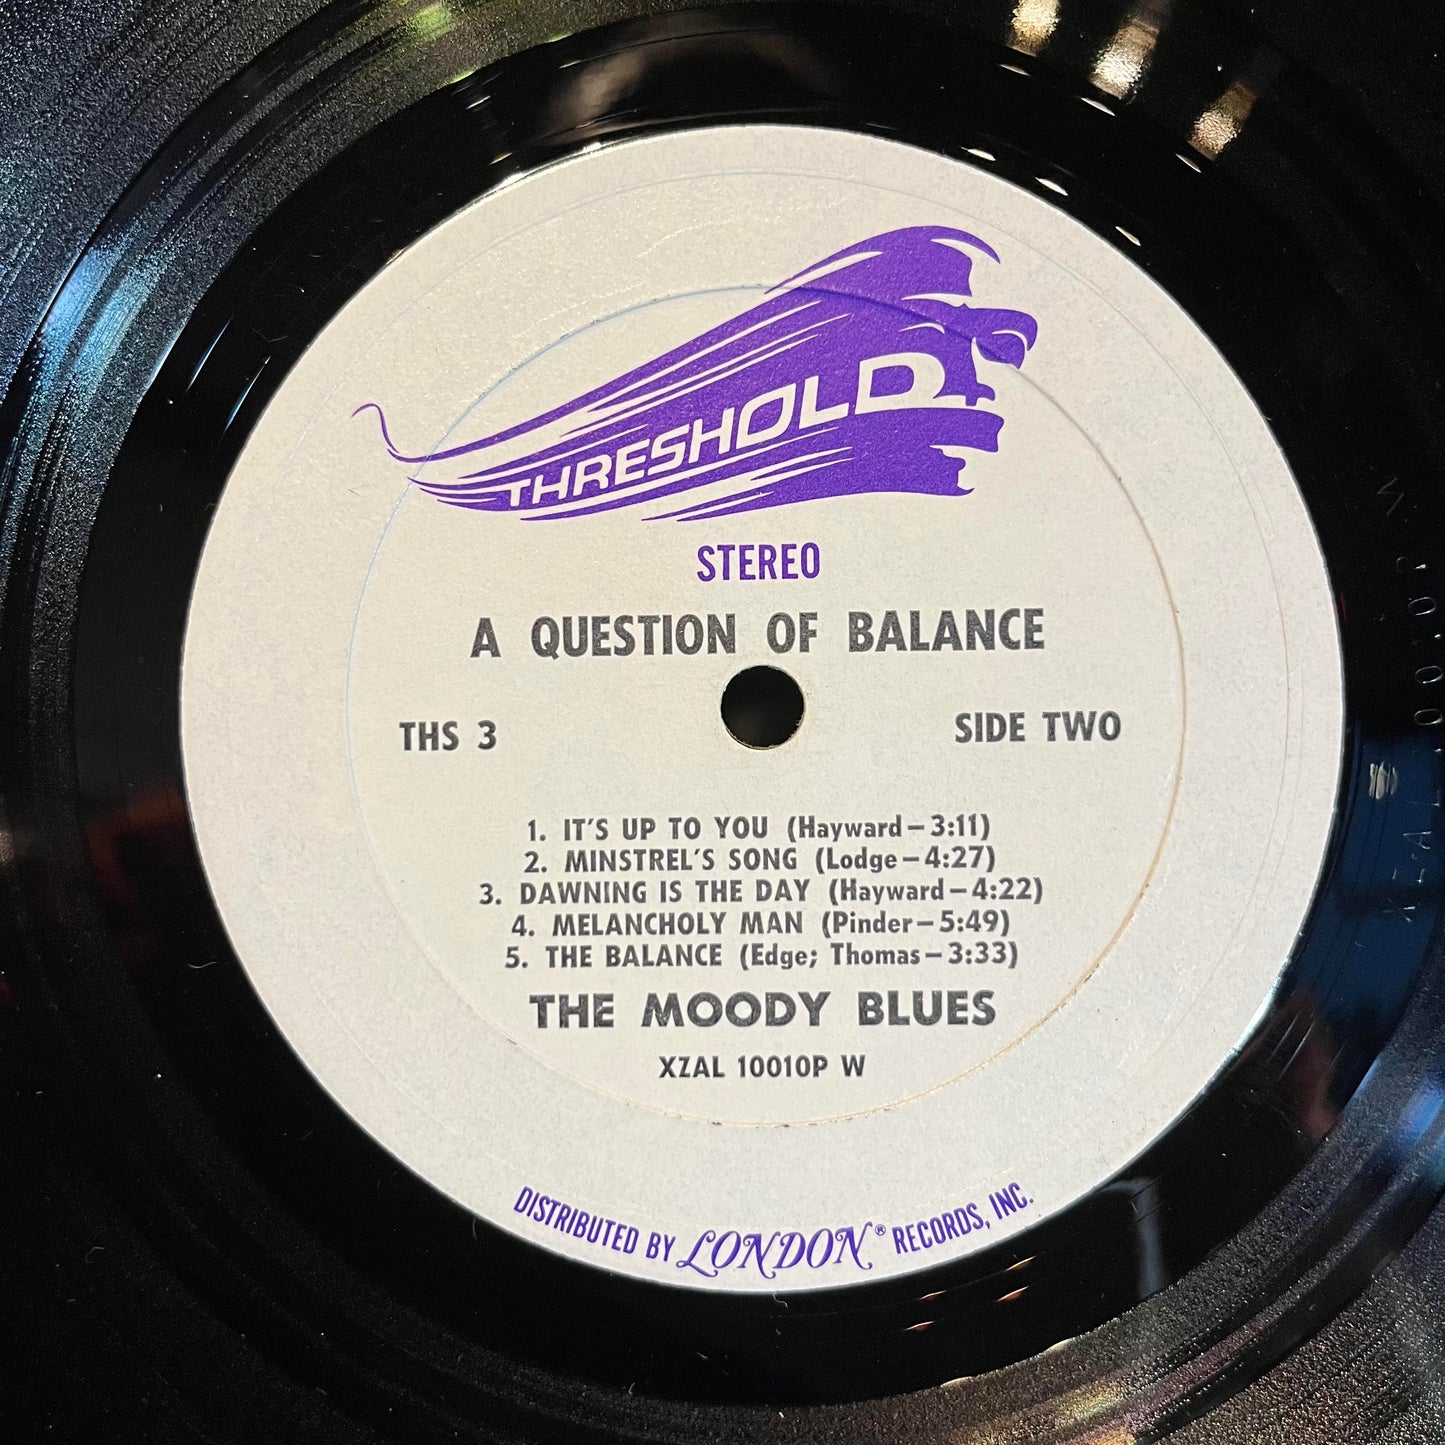 THRESHOLD
STEREO
A QUESTION OF BALANCE
THS 3
SIDE TWO
1. IT'S UP TO YOU (Hayward–3:11)
2. MINSTREL'S SONG (Lodge–4:27)
3. DAWNING IS THE DAY (Hayward–4:22)
4. MELANCHOLY MAN (Pinder–5:49)
5. THE BALANCE (Edge; Thomas–3:33)
THE MOODY BLUES
XZAL 10010P W
DISTRIBUTED BY LONDON® RECORDS, INC.